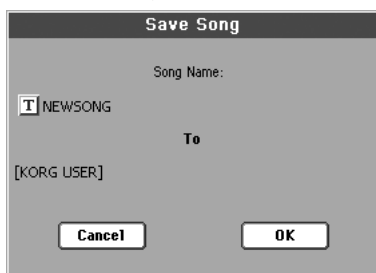 Save Song
Song Name:
T NEWSONG
To
[KORG USER]
Cancel OK